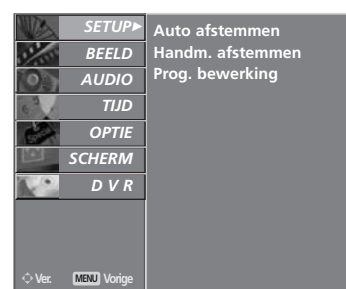 SETUP
BEELD
AUDIO
TIJD
OPTIE
SCHERM
D V R
Auto afstemmen
Handm. afstemmen
Prog. bewerking
Ver. MENU Vorige